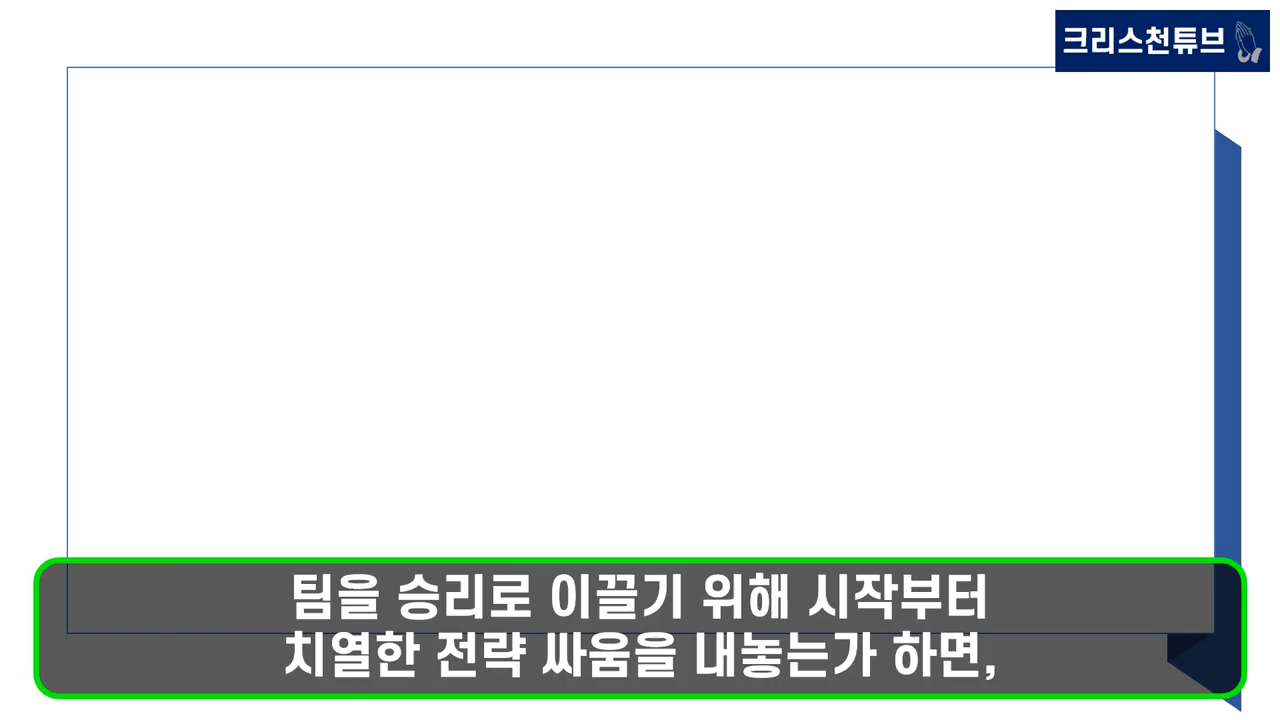 크리스천튜브
팀을 승리로 이끌기 위해 시작부터
치열한 전략 싸움을 내놓는가 하면,